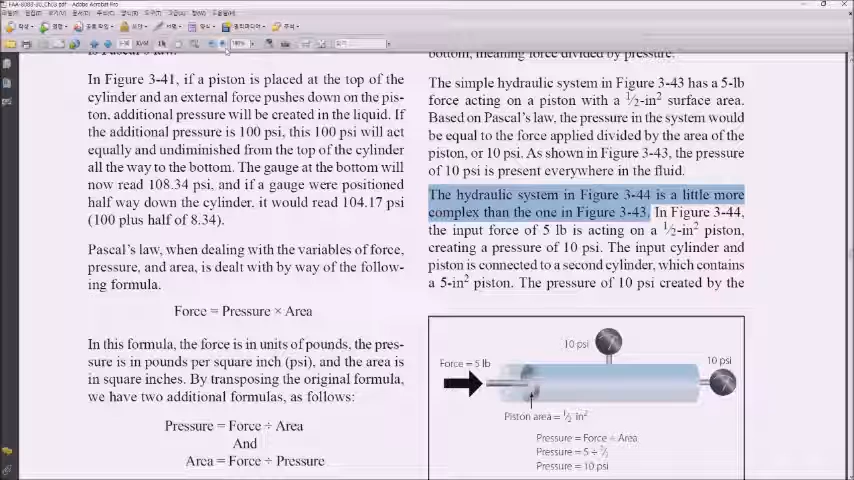 FAA-8083-30_Ch03.pdf - Adobe Acrobat Pro
is Pascal's law.
In Figure 3-41, if a piston is placed at the top of the
cylinder and an external force pushes down on the pis-
ton, additional pressure will be created in the liquid. If
the additional pressure is 100 psi, this 100 psi will act
equally and undiminished from the top of the cylinder
all the way to the bottom. The gauge at the bottom will
now read 108.34 psi, and if a gauge were positioned
half way down the cylinder, it would read 104.17 psi
(100 plus half of 8.34).
Pascal's law, when dealing with the variables of force,
pressure, and area, is dealt with by way of the follow-
ing formula.
Force = Pressure × Area
In this formula, the force is in units of pounds, the pres-
sure is in pounds per square inch (psi), and the area is
in square inches. By transposing the original formula,
we have two additional formulas, as follows:
Pressure = Force ÷ Area
And
Area = Force ÷ Pressure
bottom, meaning force divided by pressure.
The simple hydraulic system in Figure 3-43 has a 5-lb
force acting on a piston with a 1/2-in² surface area.
Based on Pascal's law, the pressure in the system would
be equal to the force applied divided by the area of the
piston, or 10 psi. As shown in Figure 3-43, the pressure
of 10 psi is present everywhere in the fluid.
The hydraulic system in Figure 3-44 is a little more
complex than the one in Figure 3-43. In Figure 3-44,
the input force of 5 lb is acting on a 1/2-in² piston,
creating a pressure of 10 psi. The input cylinder and
piston is connected to a second cylinder, which contains
a 5-in² piston. The pressure of 10 psi created by the
10 psi
Force = 5 lb
10 psi
Piston area = 1/2-in²
Pressure = Force ÷ Area
Pressure = 5 ÷ 1/2
Pressure = 10 psi